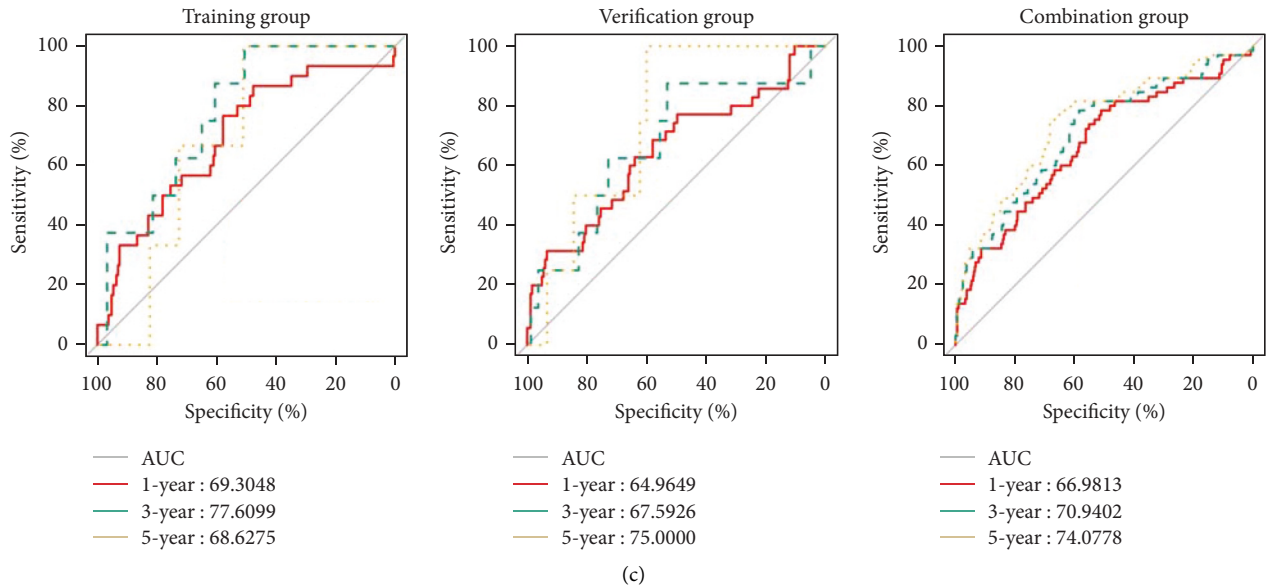 Training group
Sensitivity (%)
100
80
60
40
20
0
100 80 60 40 20 0
Specificity (%)
AUC
1-year : 69.3048
3-year : 77.6099
5-year : 68.6275
Verification group
Sensitivity (%)
100
80
60
40
20
0
100 80 60 40 20 0
Specificity (%)
AUC
1-year : 64.9649
3-year : 67.5926
5-year : 75.0000
Combination group
Sensitivity (%)
100
80
60
40
20
0
100 80 60 40 20 0
Specificity (%)
AUC
1-year : 66.9813
3-year : 70.9402
5-year : 74.0778
(c)